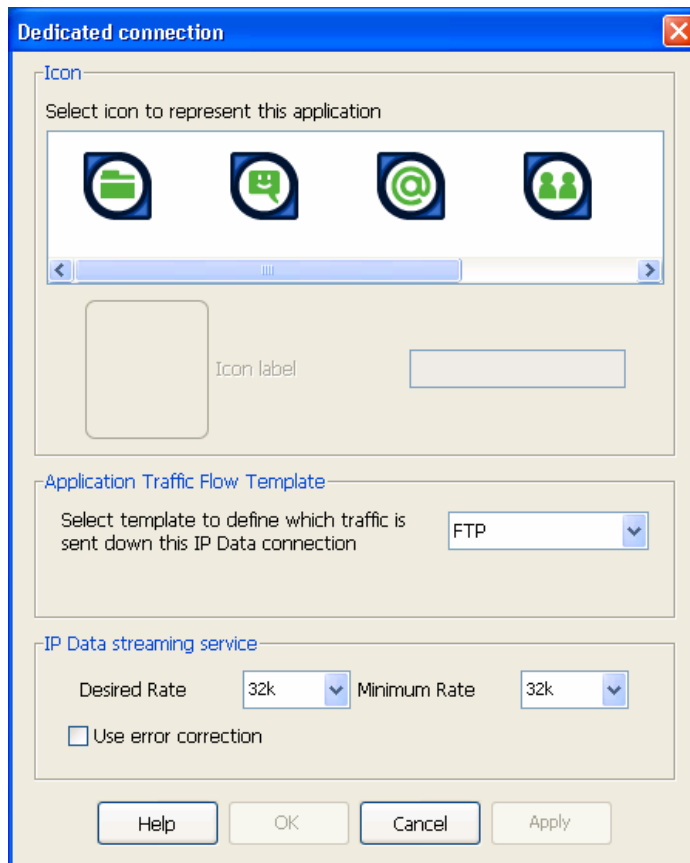 Dedicated connection
Icon
Select icon to represent this application
@
Icon label
Application Traffic Flow Template
Select template to define which traffic is
sent down this IP Data connection
FTP
IP Data streaming service
Desired Rate 32k Minimum Rate 32k
Use error correction
Help OK Cancel Apply